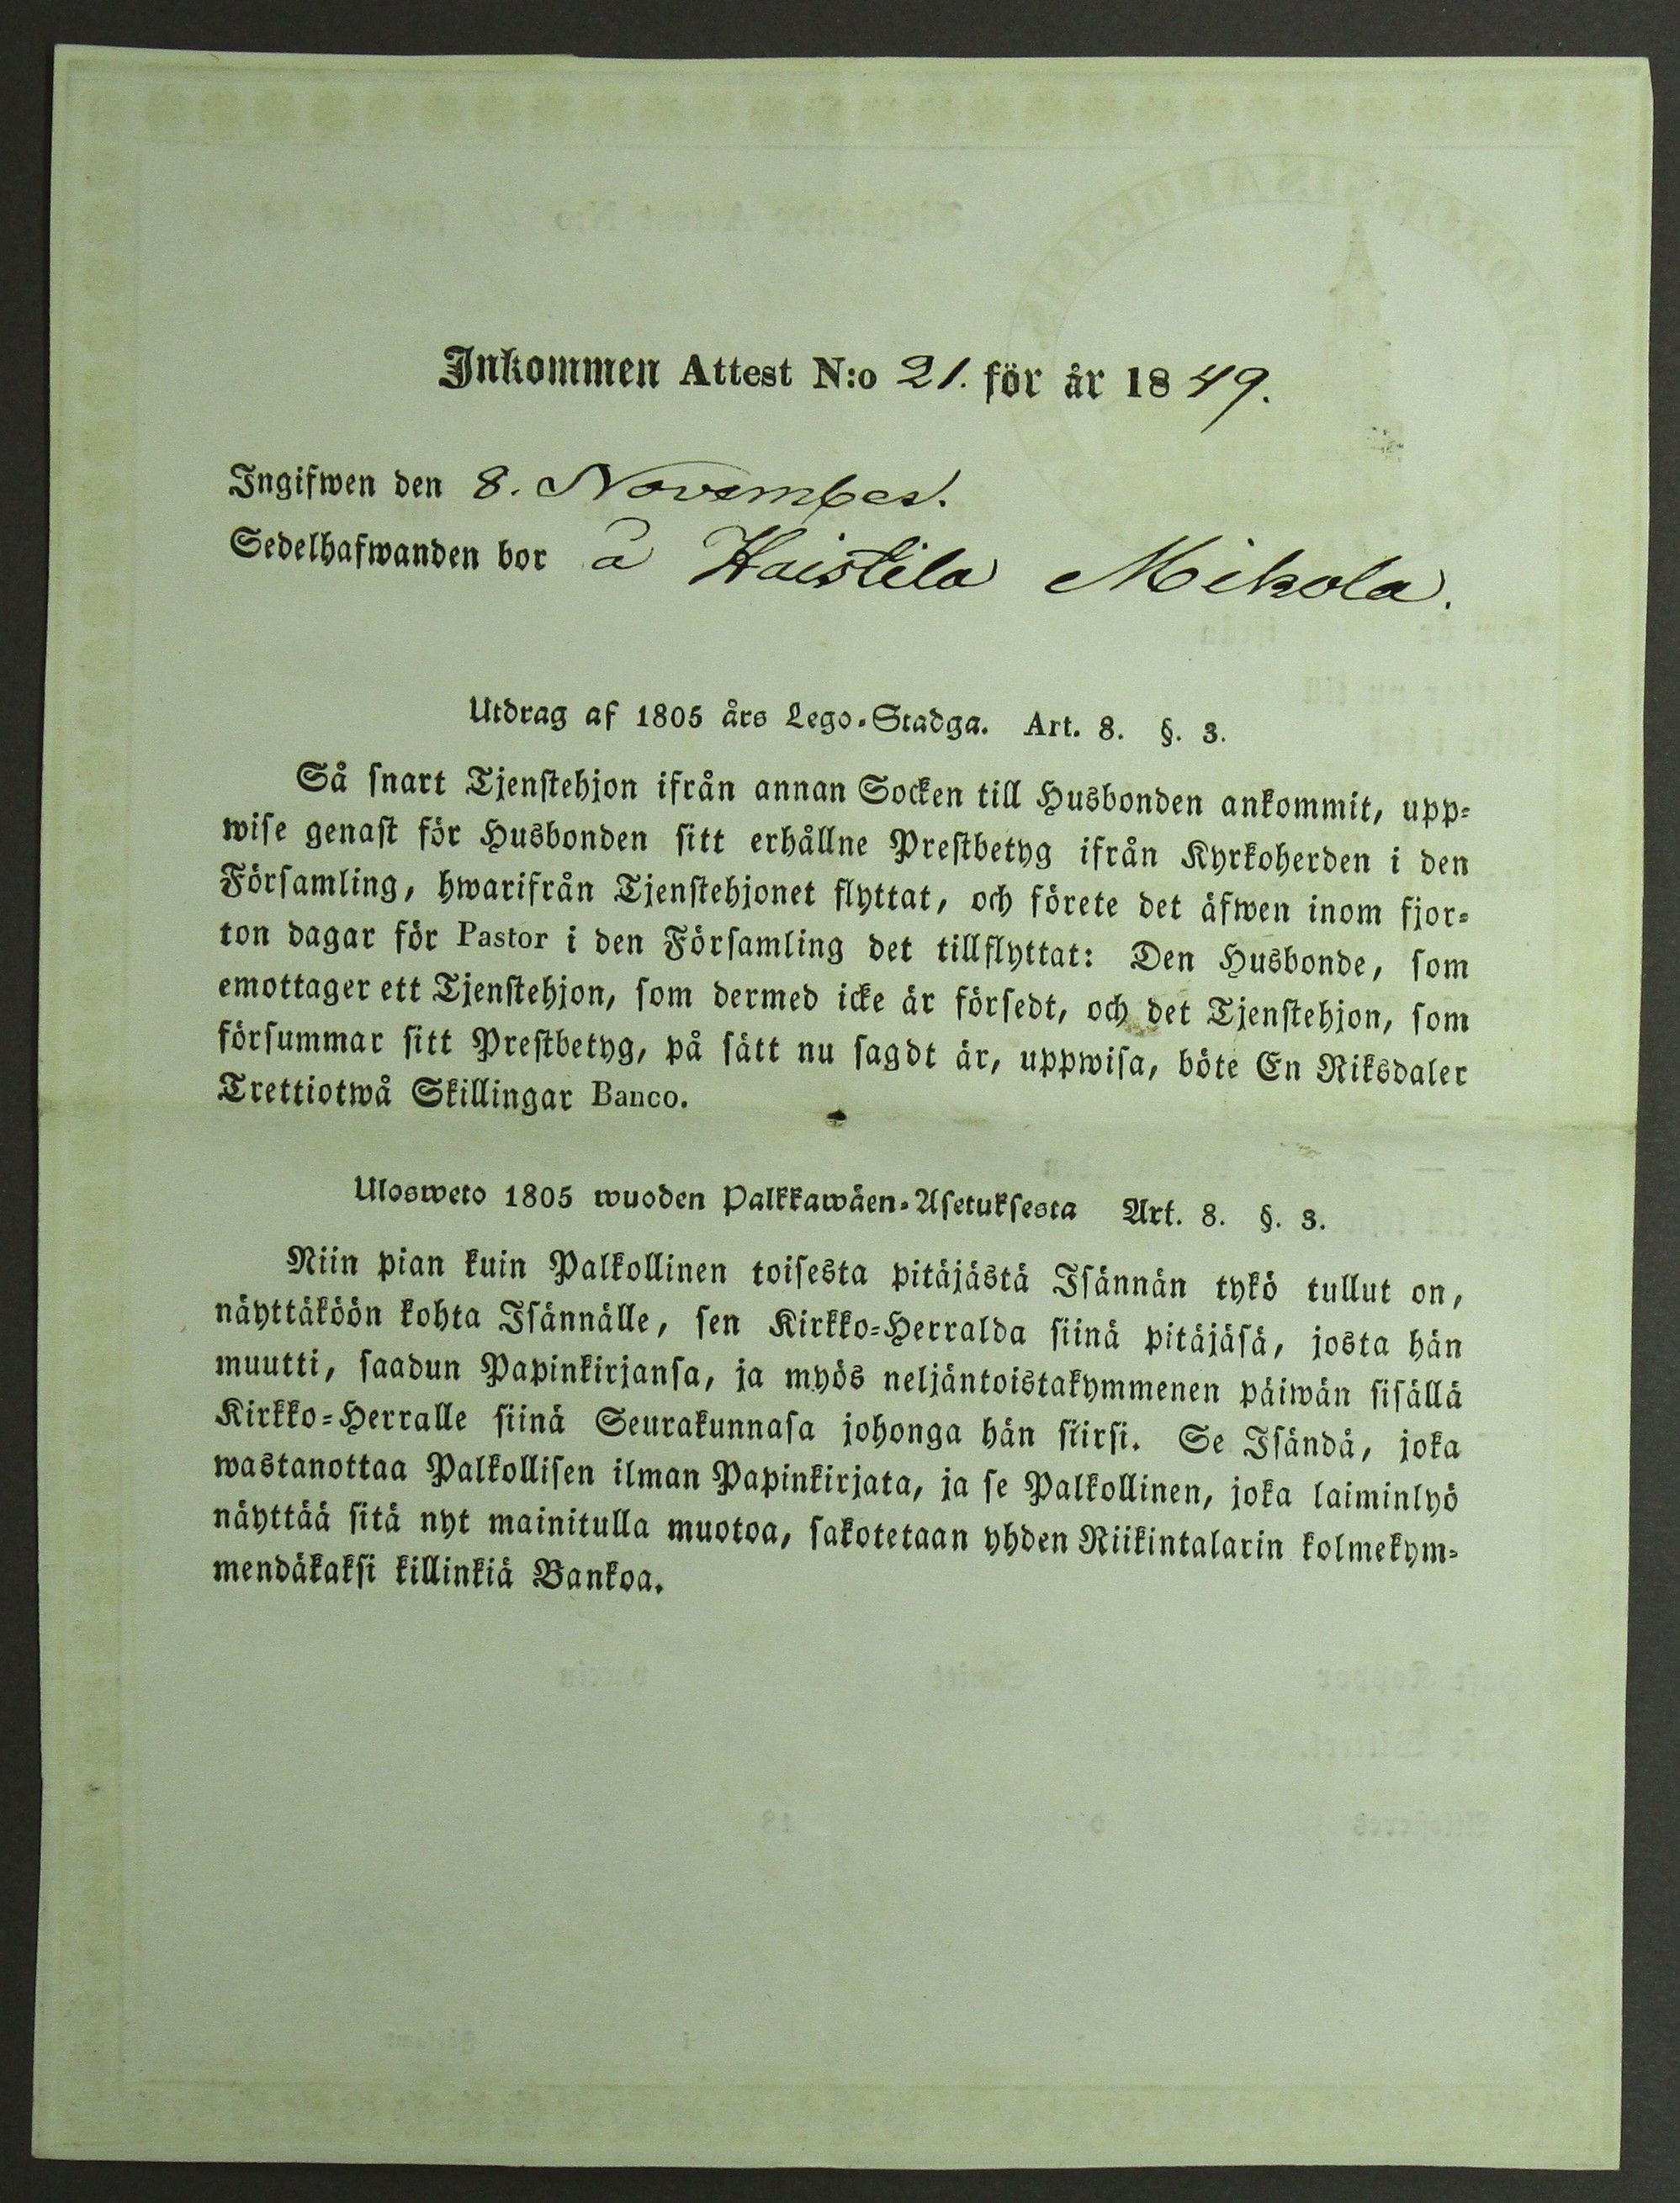 Inkommen Attest N:o 21. för år 1849.
Ingifwen den 8. November.
Sedelhafwanden bor å Haistila Mikola.
Utdrag af 1805 års Lego-Stadga. Art. 8. §. 3.
Så snart Tjenstehjon ifrån annan Socken till Husbonden ankommit, upp-
wise genast för Husbonden sitt erhållne Prestbetyg ifrån Kyrkoherden i den
Församling, hwarifrån Tjenstehjonet flyttat, och förete det äfwen inom fjor-
ton dagar för Pastor i den Församling det tillflyttat: Den Husbonde, som
emottager ett Tjenstehjon, som dermed icke är försedt, och det Tjenstehjon, som
försummar sitt Prestbetyg, på sätt nu sagdt är, uppwisa, böte En Riksdaler
Trettiotwå Skillingar Banco.
Ulosweto 1805 wuoden Palkkawäen-Asetuksesta Art. 8. §. 3.
Niin pian kuin Palkollinen toisesta pitäjästä Isännän tykö tullut on,
näyttäköön kohta Isännälle, sen Kirkko-Herralda siinä pitäjäsä, josta hän
muutti, saadun Papinkirjansa, ja myös neljäntoistakymmenen päiwän sisällä
Kirkko-Herralle siinä Seurakunnasa johonga hän siirsi. Se Isändä, joka
wastanottaa Palkollisen ilman Papinkirjata, ja se Palkollinen, joka laiminlyö
näyttää sitä nyt mainitulla muotoa, sakotetaan yhden Riikintalarin kolmekym-
mendäkaksi killinkiä Bankoa.